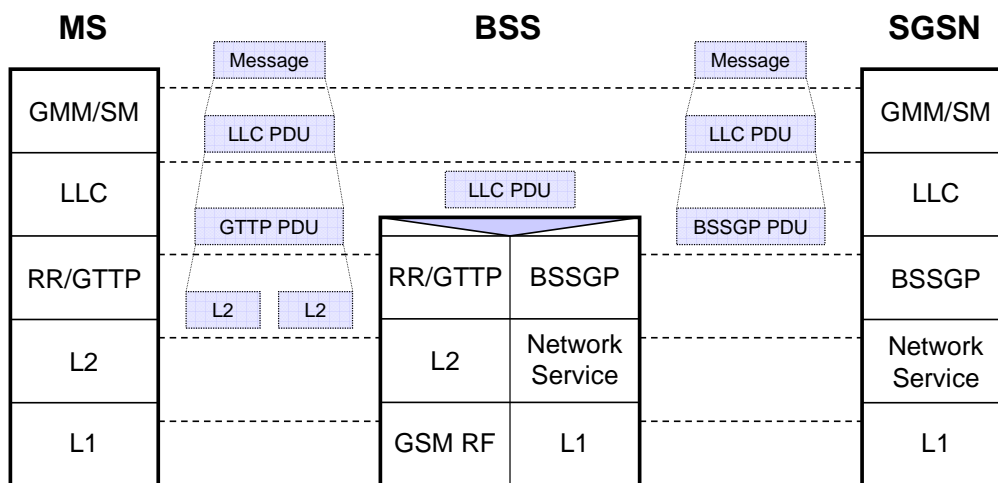 MS
BSS
SGSN
Message
Message
GMM/SM
GMM/SM
LLC PDU
LLC PDU
LLC
LLC PDU
LLC
GTTP PDU
BSSGP PDU
RR/GTTP
RR/GTTP
BSSGP
BSSGP
L2
L2
L2
L2
Network
Service
Network
Service
L1
GSM RF
L1
L1